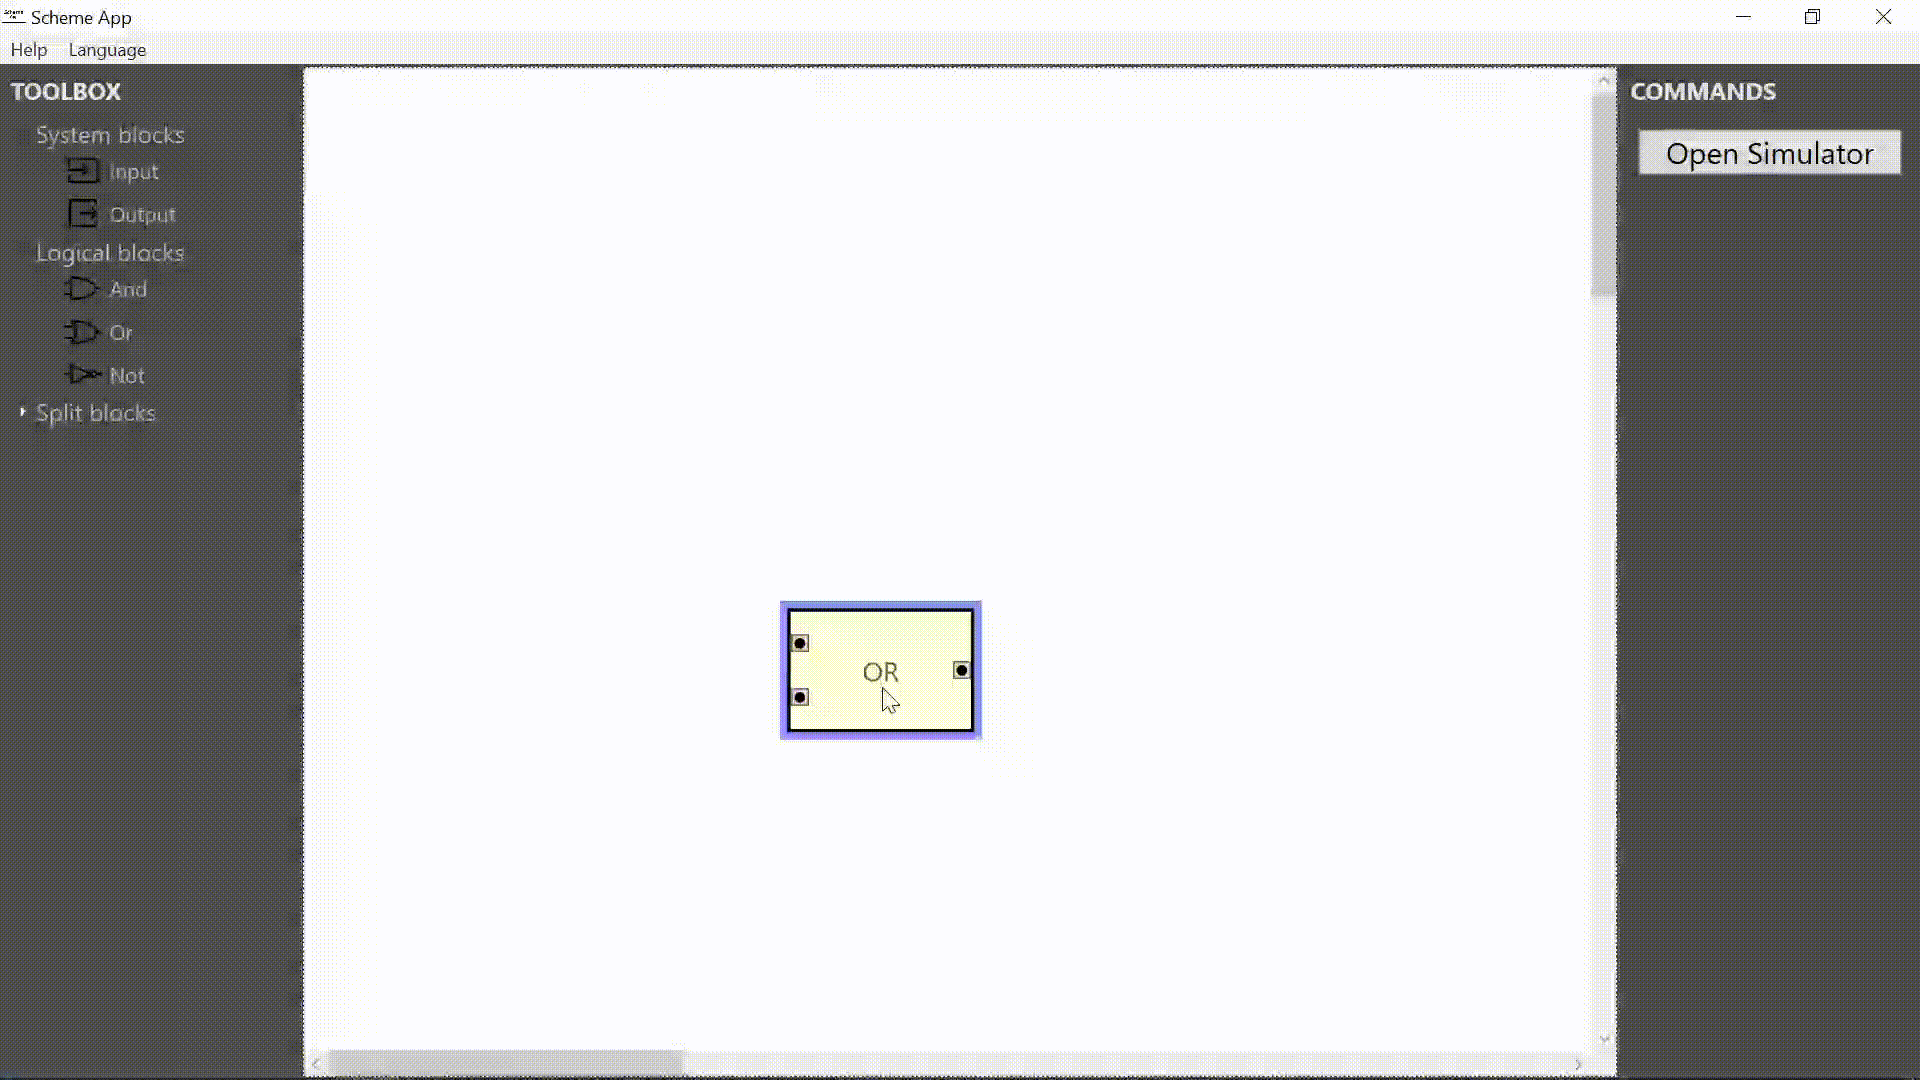 Scheme App
Help Language
TOOLBOX
System blocks
Input
Output
Logical blocks
And
Or
Not
Split blocks
OR
COMMANDS
Open Simulator